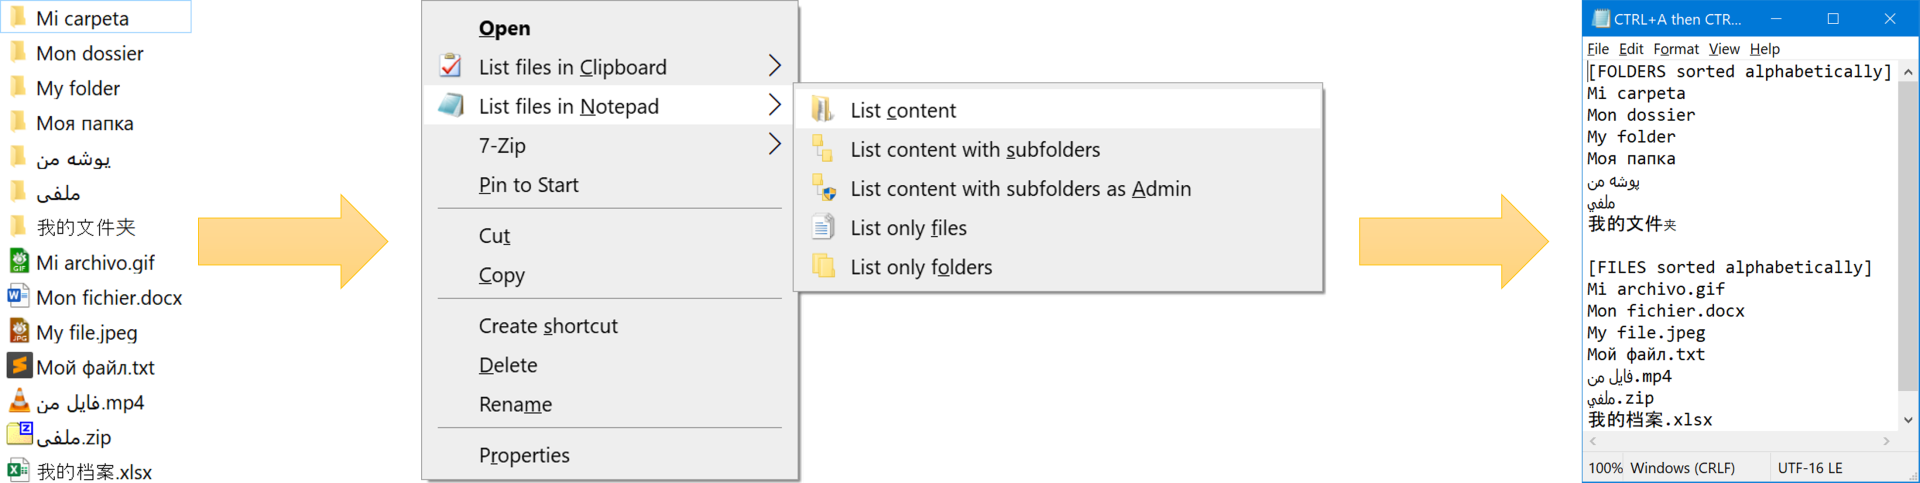 Mi carpeta
Mon dossier
My folder
Моя папка
پوشه من
ملفي
我的文件夹
Mi archivo.gif
Mon fichier.docx
My file.jpeg
Мой файл.txt
فایل من.mp4
ملفي.zip
我的档案.xlsx
Open
List files in Clipboard
List files in Notepad
7-Zip
Pin to Start
Cut
Copy
Create shortcut
Delete
Rename
Properties
List content
List content with subfolders
List content with subfolders as Admin
List only files
List only folders
CTRL+A then CTR...
File Edit Format View Help
[FOLDERS sorted alphabetically]
Mi carpeta
Mon dossier
My folder
Моя папка
پوشه من
ملفي
我的文件夹
[FILES sorted alphabetically]
Mi archivo.gif
Mon fichier.docx
My file.jpeg
Мой файл.txt
فایل من.mp4
ملفي.zip
我的档案.xlsx
100% Windows (CRLF) UTF-16 LE